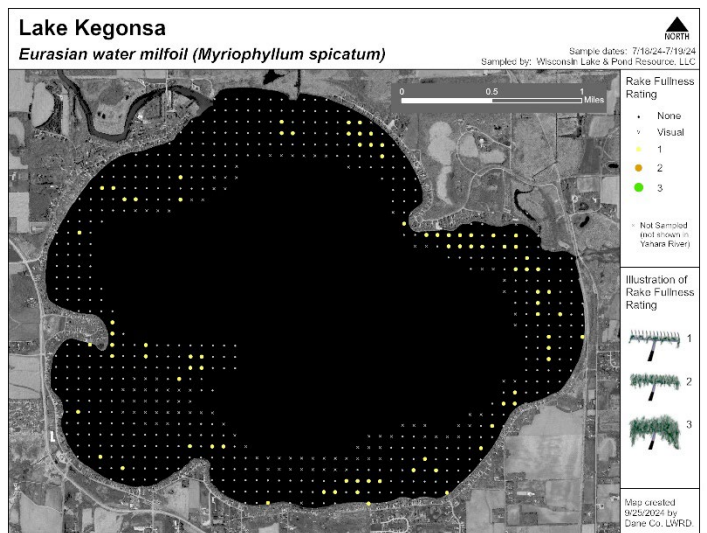 Lake Kegonsa
Eurasian water milfoil (Myriophyllum spicatum)
NORTH
Sample dates: 7/18/24-7/19/24
Sampled by: Wisconsin Lake & Pond Resource, LLC
0 0.5 1
Miles
Rake Fullness
Rating
None
Visual
1
2
3
Not Sampled
(not shown in
Yahara River)
Illustration of
Rake Fullness
Rating
1
2
3
Map created
9/25/2024 by
Dane Co. LWRD.